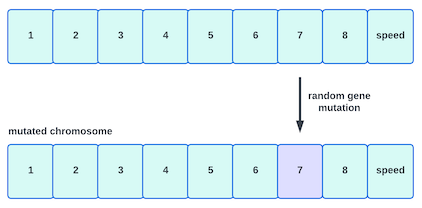 1 2 3 4 5 6 7 8 speed
random gene
mutation
mutated chromosome
1 2 3 4 5 6 7 8 speed